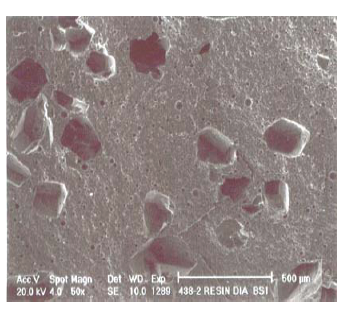 Acc.V Spot Magn Det WD Exp 500 µm
20.0 kV 4.0 50x SE 10.0 1289 438-2 RESIN DIA BS1